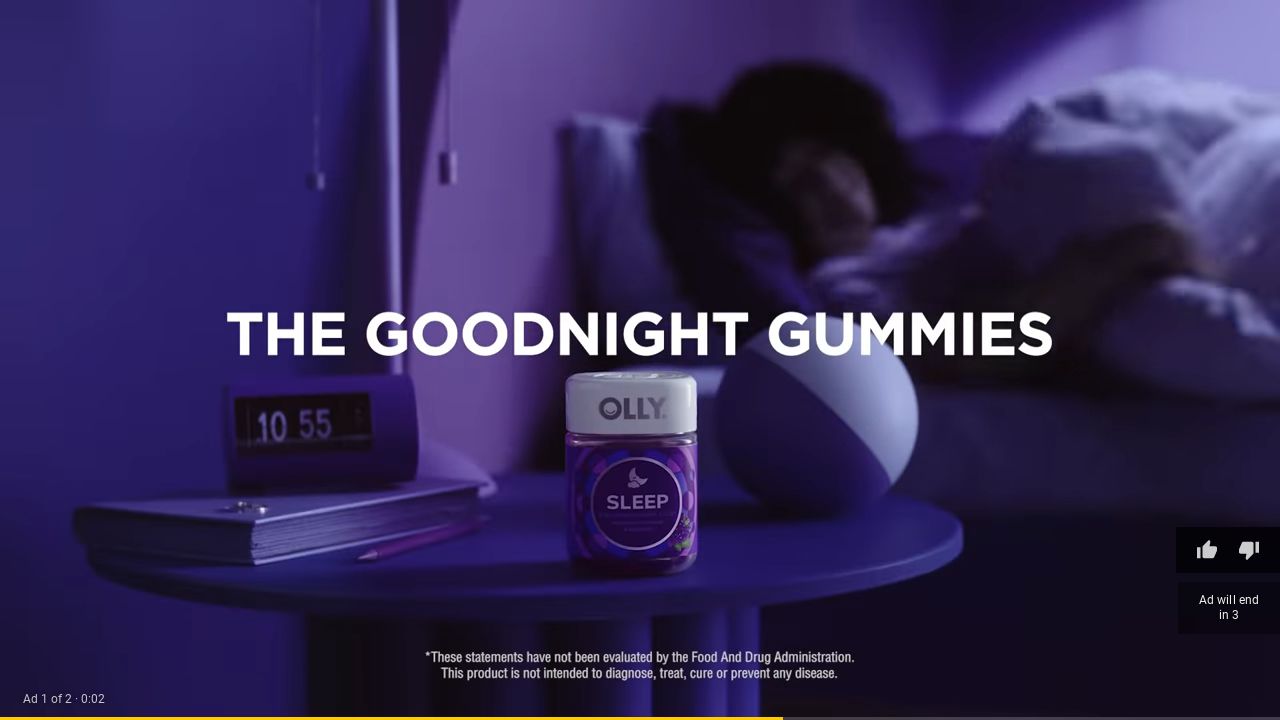 THE GOODNIGHT GUMMIES
10 55
OLLY.
SLEEP
Ad will end
in 3
*These statements have not been evaluated by the Food And Drug Administration.
This product is not intended to diagnose, treat, cure or prevent any disease.
Ad 1 of 2 · 0:02